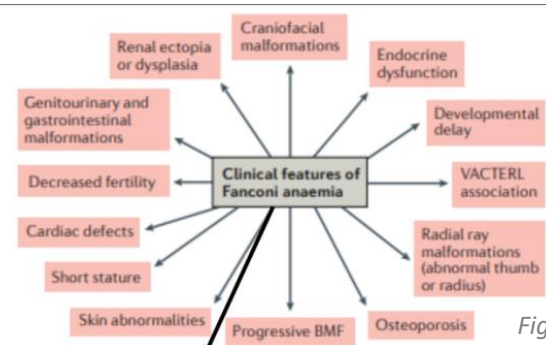 Craniofacial
malformations
Renal ectopia
or dysplasia
Endocrine
dysfunction
Genitourinary and
gastrointestinal
malformations
Developmental
delay
Clinical features of
Fanconi anaemia
Decreased fertility
VACTERL
association
Cardiac defects
Radial ray
malformations
(abnormal thumb
or radius)
Short stature
Skin abnormalities
Progressive BMF
Osteoporosis
Fig